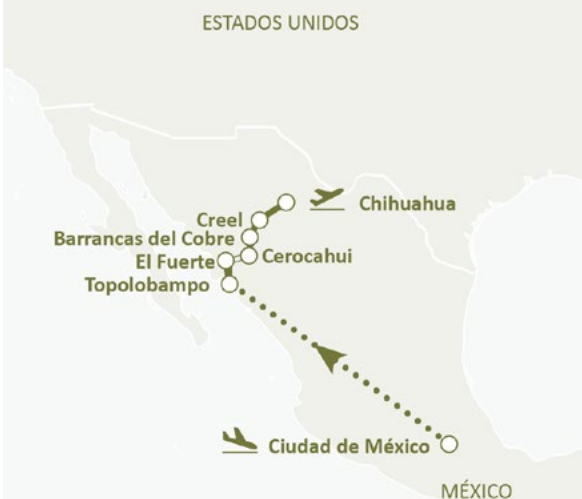 ESTADOS UNIDOS
Chihuahua
Creel
Barrancas del Cobre
Cerocahui
El Fuerte
Topolobampo
Ciudad de México
MÉXICO